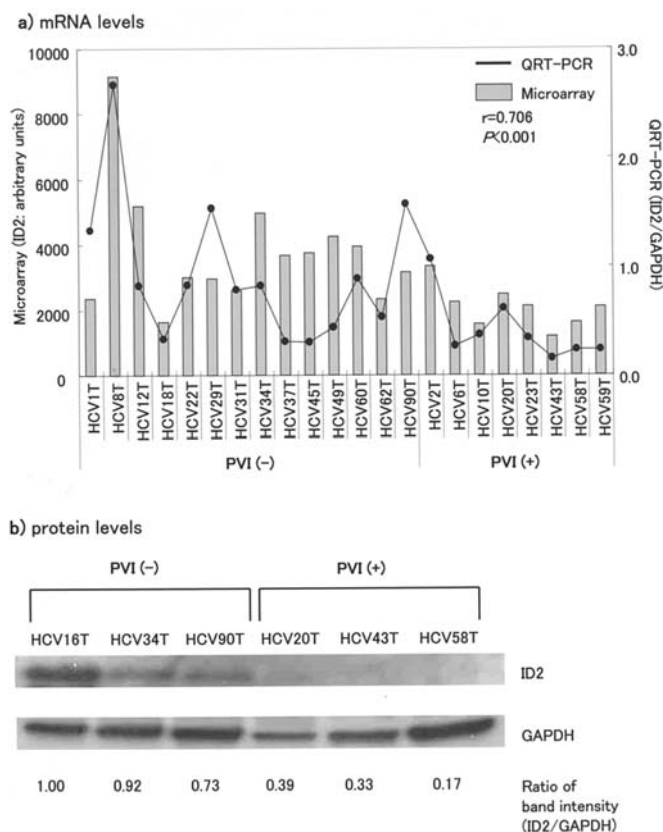 a) mRNA levels
Microarray (ID2: arbitrary units)
10000
8000
6000
4000
2000
0
QRT-PCR
Microarray
r=0.706
P<0.001
3.0
2.0
1.0
0.0
QRT-PCR (ID2/GAPDH)
HCV1T
HCV8T
HCV12T
HCV18T
HCV22T
HCV29T
HCV31T
HCV34T
HCV37T
HCV45T
HCV49T
HCV60T
HCV62T
HCV90T
HCV2T
HCV6T
HCV10T
HCV20T
HCV23T
HCV43T
HCV58T
HCV59T
PVI (-) PVI (+)
b) protein levels
PVI (-) PVI (+)
HCV16T HCV34T HCV90T HCV20T HCV43T HCV58T
ID2
GAPDH
1.00 0.92 0.73 0.39 0.33 0.17 Ratio of
band intensity
(ID2/GAPDH)